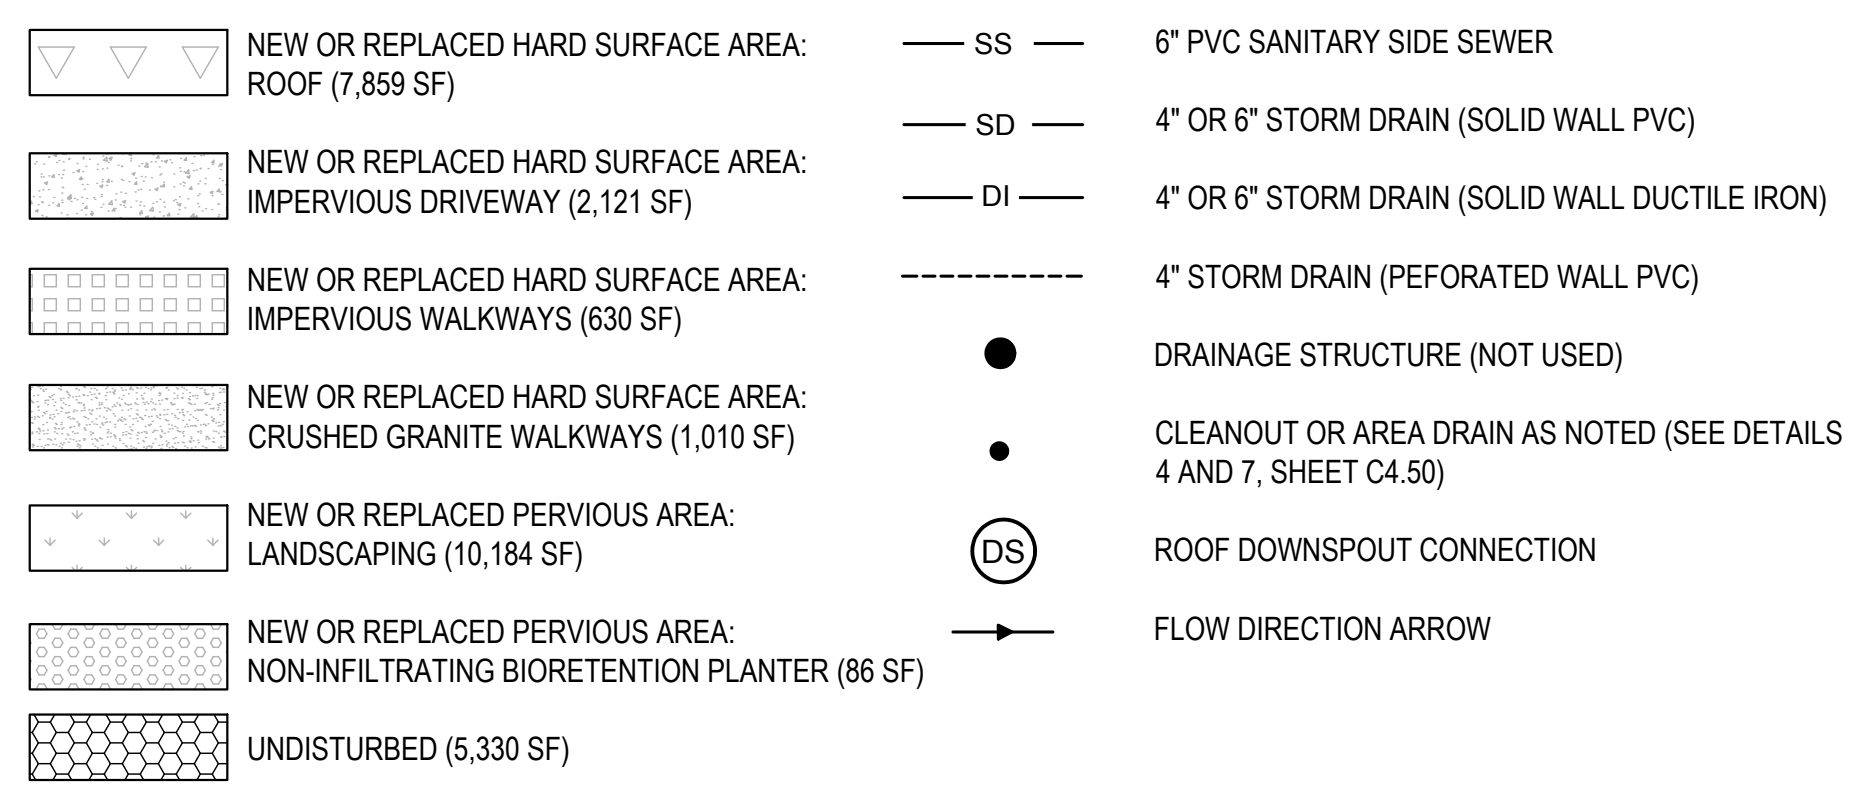 NEW OR REPLACED HARD SURFACE AREA:
ROOF (7,859 SF)
NEW OR REPLACED HARD SURFACE AREA:
IMPERVIOUS DRIVEWAY (2,121 SF)
NEW OR REPLACED HARD SURFACE AREA:
IMPERVIOUS WALKWAYS (630 SF)
NEW OR REPLACED HARD SURFACE AREA:
CRUSHED GRANITE WALKWAYS (1,010 SF)
NEW OR REPLACED PERVIOUS AREA:
LANDSCAPING (10,184 SF)
NEW OR REPLACED PERVIOUS AREA:
NON-INFILTRATING BIORETENTION PLANTER (86 SF)
UNDISTURBED (5,330 SF)
SS 6" PVC SANITARY SIDE SEWER
SD 4" OR 6" STORM DRAIN (SOLID WALL PVC)
DI 4" OR 6" STORM DRAIN (SOLID WALL DUCTILE IRON)
4" STORM DRAIN (PEFORATED WALL PVC)
DRAINAGE STRUCTURE (NOT USED)
CLEANOUT OR AREA DRAIN AS NOTED (SEE DETAILS
4 AND 7, SHEET C4.50)
DS ROOF DOWNSPOUT CONNECTION
FLOW DIRECTION ARROW